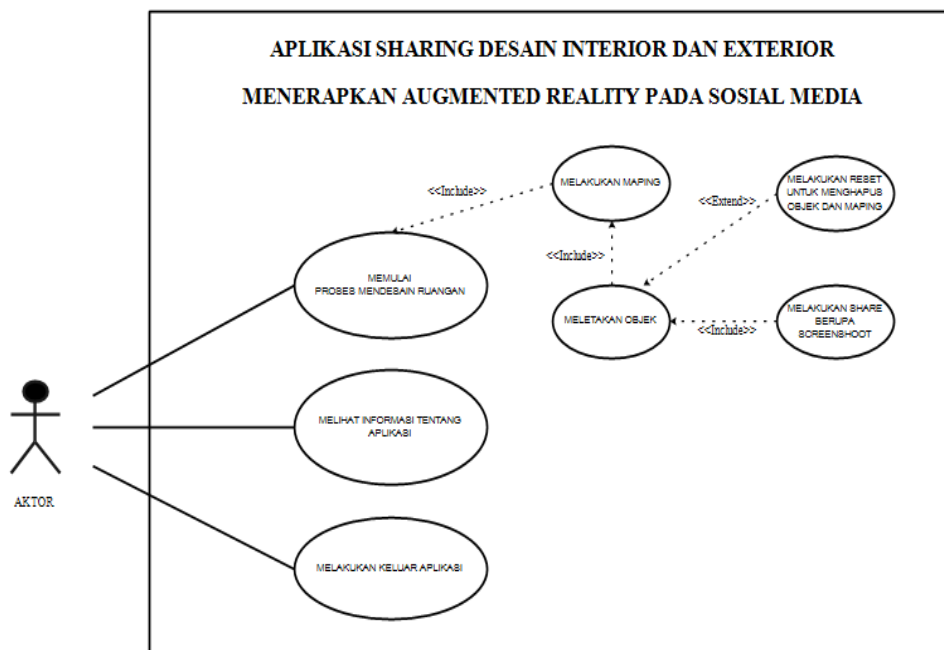 APLIKASI SHARING DESAIN INTERIOR DAN EXTERIOR
MENERAPKAN AUGMENTED REALITY PADA SOSIAL MEDIA
MELAKUKAN MAPING
MELAKUKAN RESET
UNTUK MENGHAPUS
OBJEK DAN MAPING
<<Include>>
<<Extend>>
<<Include>>
MEMULAI
PROSES MENDESAIN RUANGAN
MELETAKAN OBJEK
<<Include>>
MELAKUKAN SHARE
BERUPA
SCREENSHOOT
MELIHAT INFORMASI TENTANG
APLIKASI
AKTOR
MELAKUKAN KELUAR APLIKASI